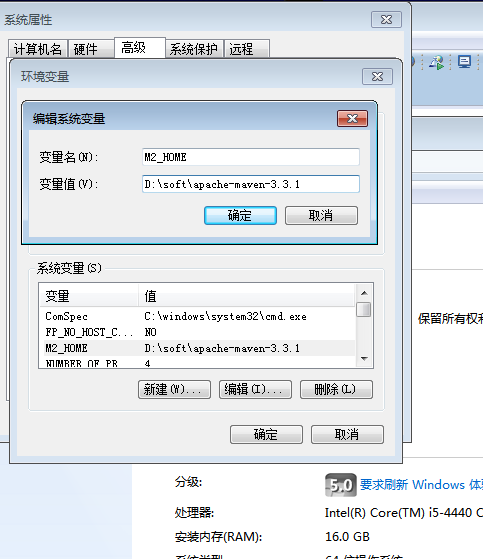 系统属性
计算机名 硬件 高级 系统保护 远程
环境变量
编辑系统变量
变量名(N): M2_HOME
变量值(V): D:\soft\apache-maven-3.3.1
确定 取消
系统变量(S)
变量 值
ComSpec C:\windows\system32\cmd.exe
FP_NO_HOST_C... NO
M2_HOME D:\soft\apache-maven-3.3.1
NUMBER_OF_PR 4
新建(W)... 编辑(I)... 删除(L)
确定 取消
保留所有权利
分级: 5.0 要求刷新 Windows 体验
处理器: Intel(R) Core(TM) i5-4440 C
安装内存(RAM): 16.0 GB
系统类型 64 位操作系统